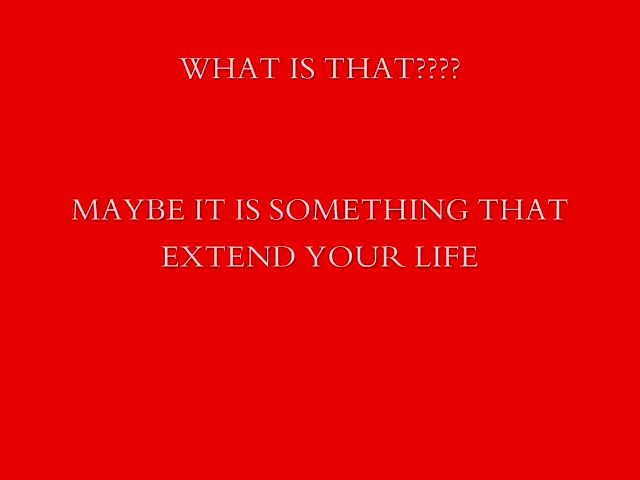 WHAT IS THAT????
MAYBE IT IS SOMETHING THAT
EXTEND YOUR LIFE